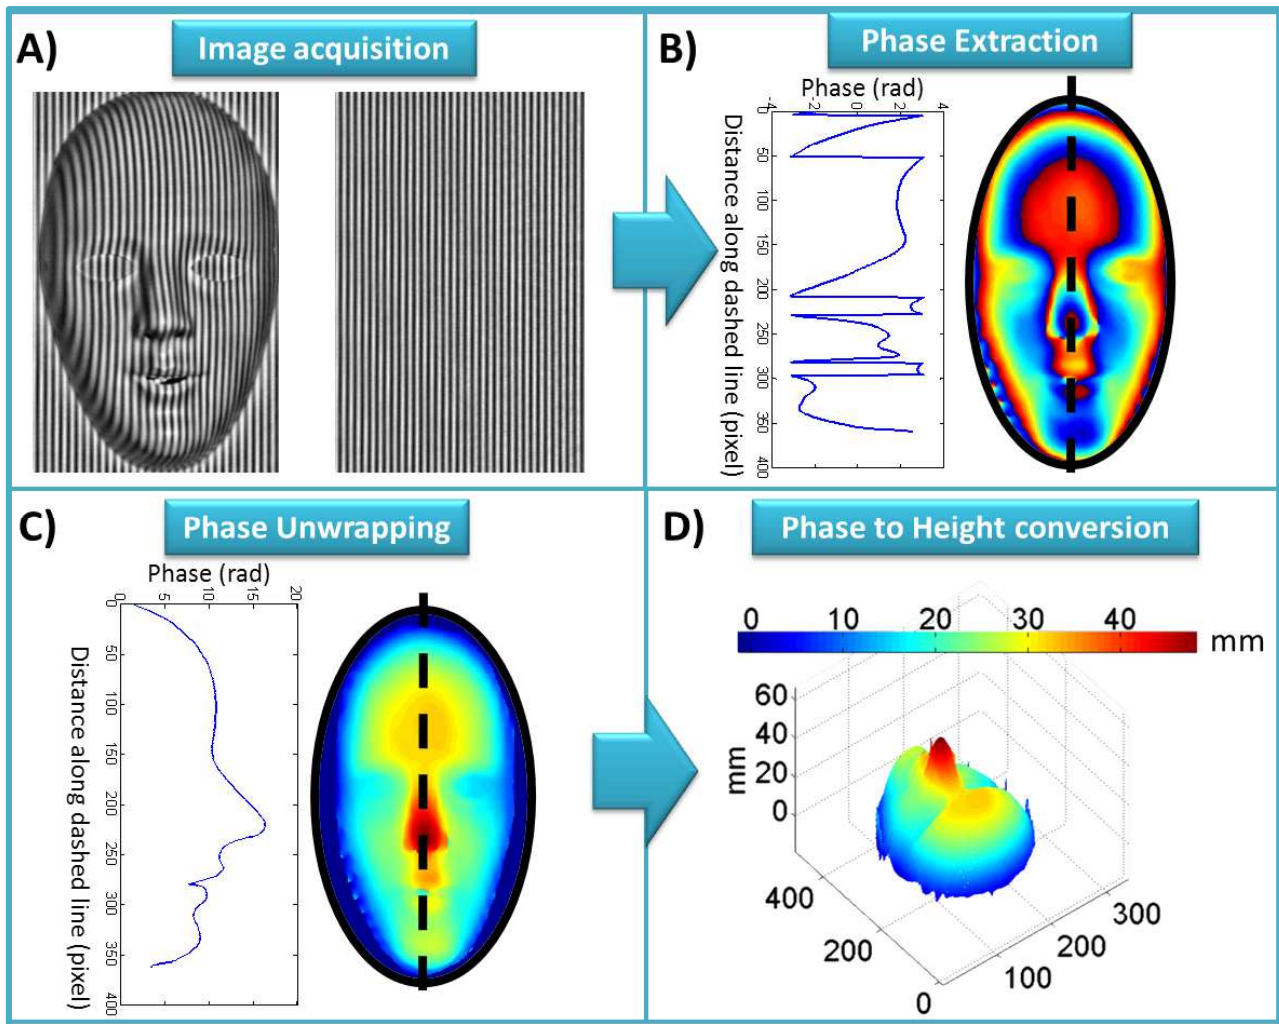 A)
Image acquisition
B)
Phase Extraction
Phase (rad)
-4 -2 0 2 4
0
50
100
150
200
250
300
350
400
Distance along dashed line (pixel)
C)
Phase Unwrapping
Phase (rad)
0 5 10 15 20
0
50
100
150
200
250
300
350
400
Distance along dashed line (pixel)
D)
Phase to Height conversion
0 10 20 30 40 mm
60
40
20
0
mm
400
200
0
100
200
300